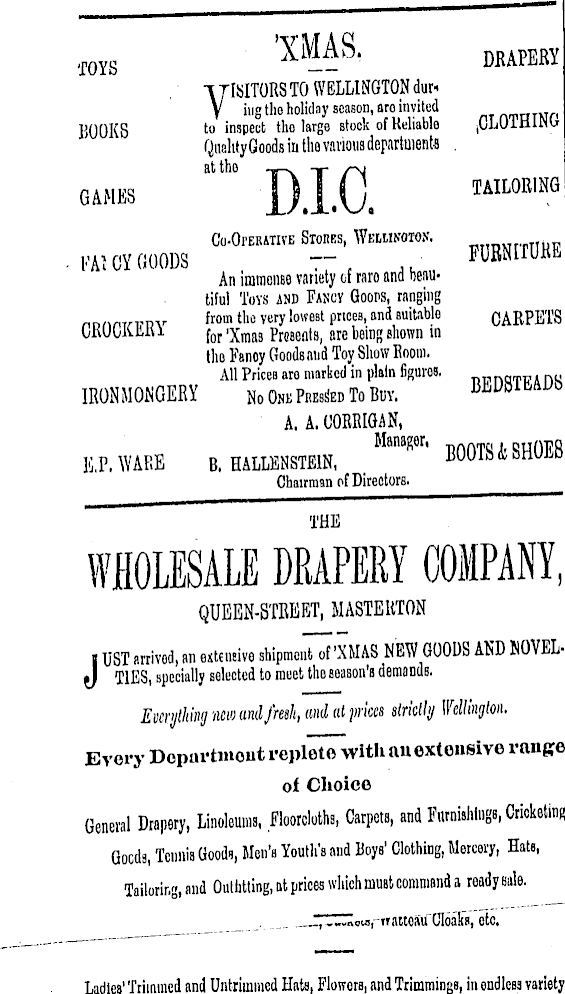 'XMAS.
TOYS
BOOKS
GAMES
FANCY GOODS
CROCKERY
IRONMONGERY
E.P. WARE
VISITORS TO WELLINGTON dur-
ing the holiday season, are invited
to inspect the large stock of Reliable
Quality Goods in the various departments
at the
D.I.C.
CO-OPERATIVE STORES, WELLINGTON.
An immense variety of rare and beau-
tiful TOYS AND FANCY GOODS, ranging
from the very lowest prices, and suitable
for 'Xmas Presents, are being shown in
the Fancy Goods and Toy Show Room.
All Prices are marked in plain figures.
NO ONE PRESSED TO BUY.
A. A. CORRIGAN,
Manager.
B. HALLENSTEIN,
Chairman of Directors.
DRAPERY
CLOTHING
TAILORING
FURNITURE
CARPETS
BEDSTEADS
BOOTS & SHOES
THE
WHOLESALE DRAPERY COMPANY,
QUEEN-STREET, MASTERTON
JUST arrived, an extensive shipment of 'XMAS NEW GOODS AND NOVEL-
TIES, specially selected to meet the season's demands.
Everything new and fresh, and at prices strictly Wellington.
Every Department replete with an extensive range
of Choice
General Drapery, Linoleums, Floorcloths, Carpets, and Furnishings, Cricketing
Goods, Tennis Goods, Men's Youth's and Boys' Clothing, Mercery, Hats,
Tailoring, and Outfitting, at prices which must command a ready sale.
Watteau Cloaks, etc.
Ladies' Trimmed and Untrimmed Hats, Flowers, and Trimmings, in endless variety